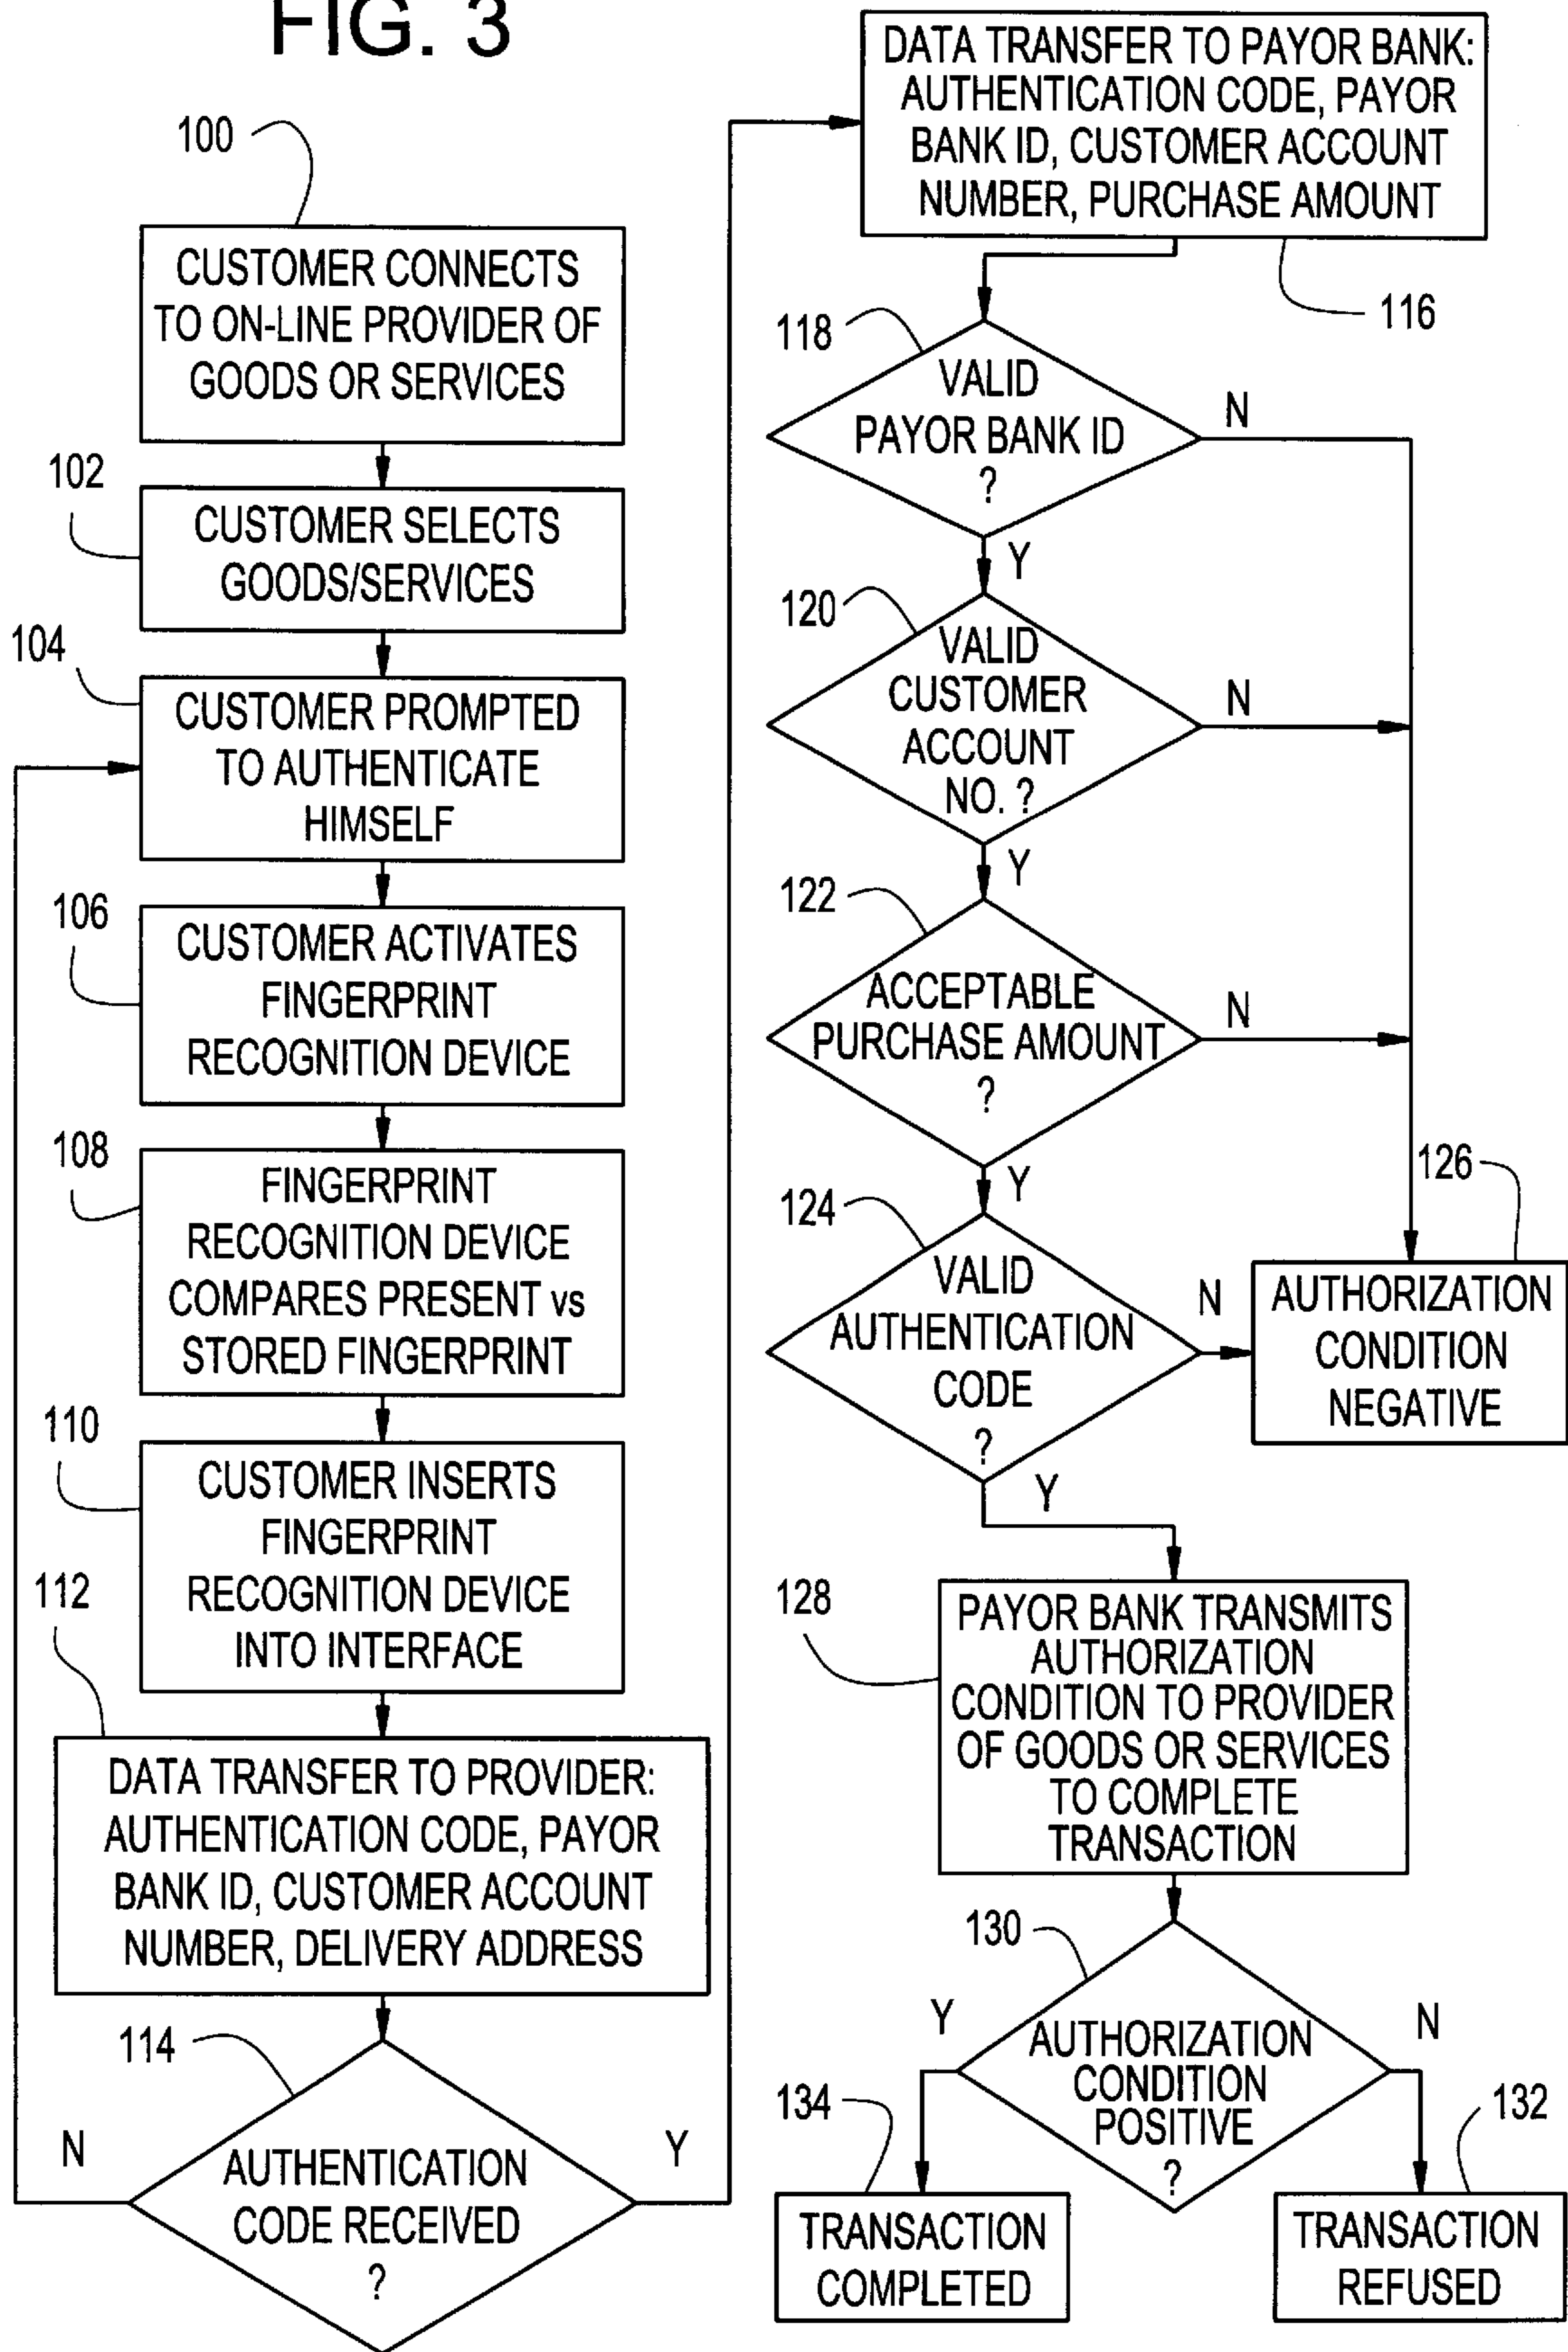 FIG. 3
100
CUSTOMER CONNECTS
TO ON-LINE PROVIDER OF
GOODS OR SERVICES
102
CUSTOMER SELECTS
GOODS/SERVICES
104
CUSTOMER PROMPTED
TO AUTHENTICATE
HIMSELF
106
CUSTOMER ACTIVATES
FINGERPRINT
RECOGNITION DEVICE
108
FINGERPRINT
RECOGNITION DEVICE
COMPARES PRESENT vs
STORED FINGERPRINT
110
CUSTOMER INSERTS
FINGERPRINT
RECOGNITION DEVICE
INTO INTERFACE
112
DATA TRANSFER TO PROVIDER:
AUTHENTICATION CODE, PAYOR
BANK ID, CUSTOMER ACCOUNT
NUMBER, DELIVERY ADDRESS
114
N
Y
AUTHENTICATION
CODE RECEIVED
?
DATA TRANSFER TO PAYOR BANK:
AUTHENTICATION CODE, PAYOR
BANK ID, CUSTOMER ACCOUNT
NUMBER, PURCHASE AMOUNT
116
118
VALID
PAYOR BANK ID
?
N
Y
120
VALID
CUSTOMER
ACCOUNT
NO. ?
N
Y
122
ACCEPTABLE
PURCHASE AMOUNT
?
N
Y
124
VALID
AUTHENTICATION
CODE
?
N
Y
126
AUTHORIZATION
CONDITION
NEGATIVE
128
PAYOR BANK TRANSMITS
AUTHORIZATION
CONDITION TO PROVIDER
OF GOODS OR SERVICES
TO COMPLETE
TRANSACTION
130
Y
N
AUTHORIZATION
CONDITION
POSITIVE
?
134
TRANSACTION
COMPLETED
132
TRANSACTION
REFUSED